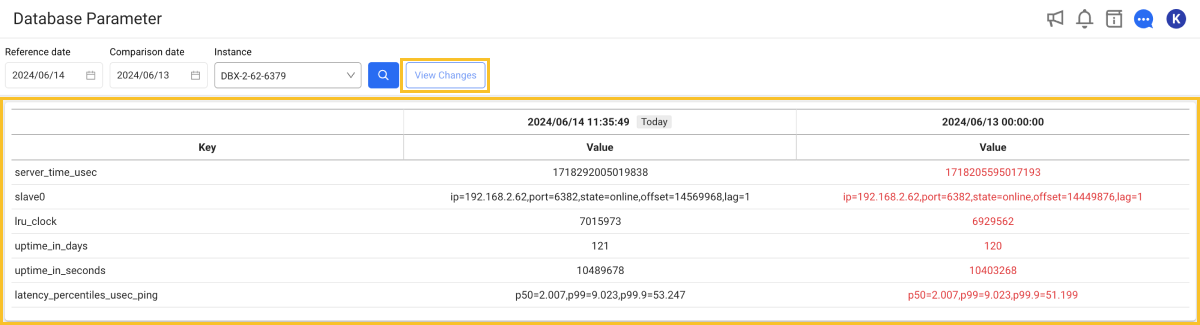 Database Parameter
K
Reference date Comparison date Instance
2024/06/14 2024/06/13 DBX-2-62-6379 View Changes
2024/06/14 11:35:49 Today 2024/06/13 00:00:00
Key Value Value
server_time_usec 1718292005019838 1718205595017193
slave0 ip=192.168.2.62,port=6382,state=online,offset=14569968,lag=1 ip=192.168.2.62,port=6382,state=online,offset=14449876,lag=1
lru_clock 7015973 6929562
uptime_in_days 121 120
uptime_in_seconds 10489678 10403268
latency_percentiles_usec_ping p50=2.007,p99=9.023,p99.9=53.247 p50=2.007,p99=9.023,p99.9=51.199